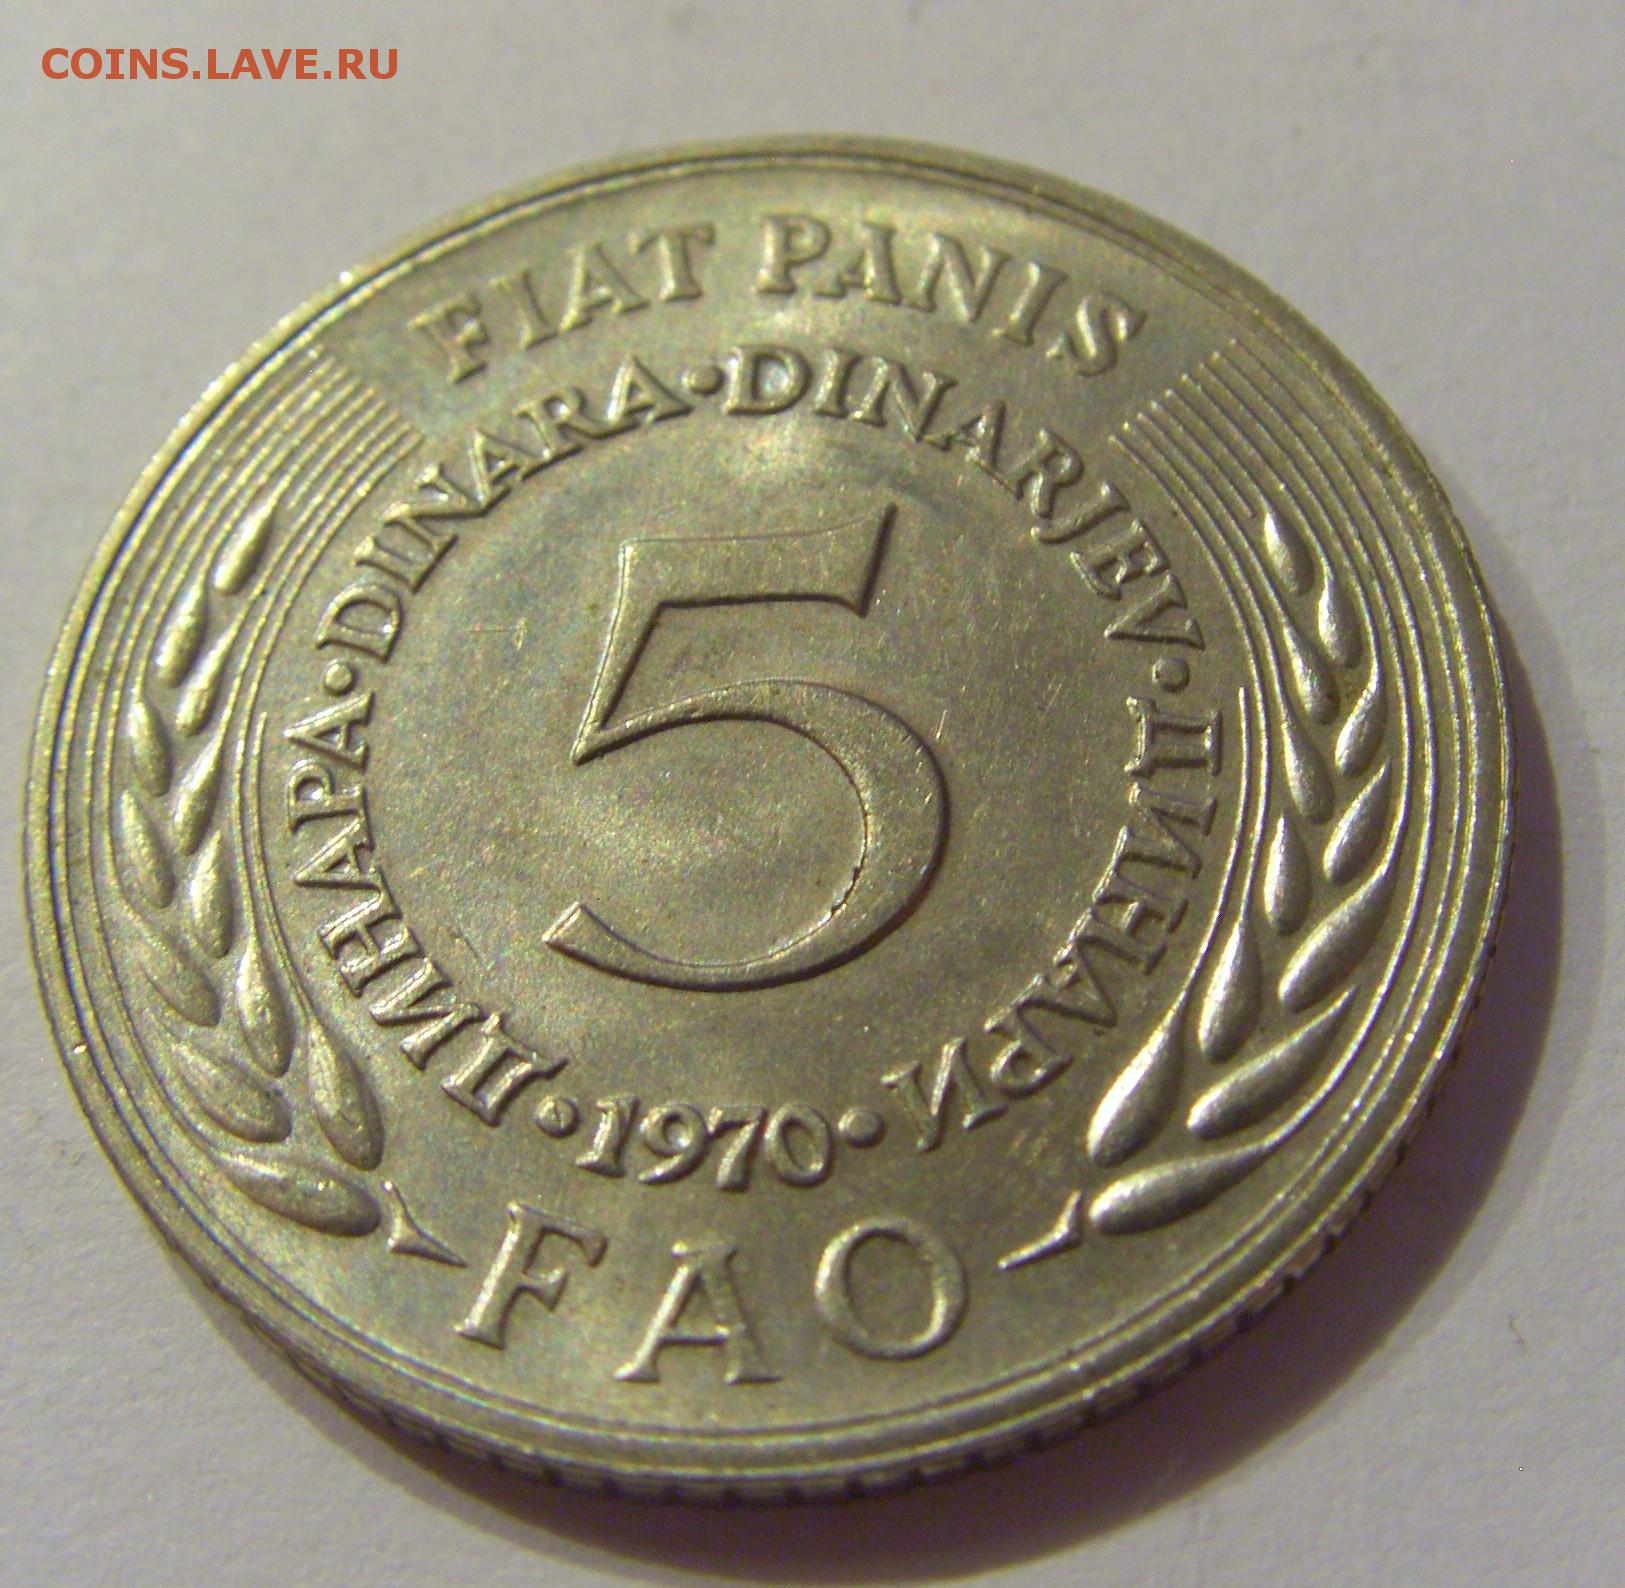 COINS.LAVE.RU
FIAT PANIS
ДИНАРА·DINARA·DINARJEV·ДИНАРИ·1970·
5
FAO